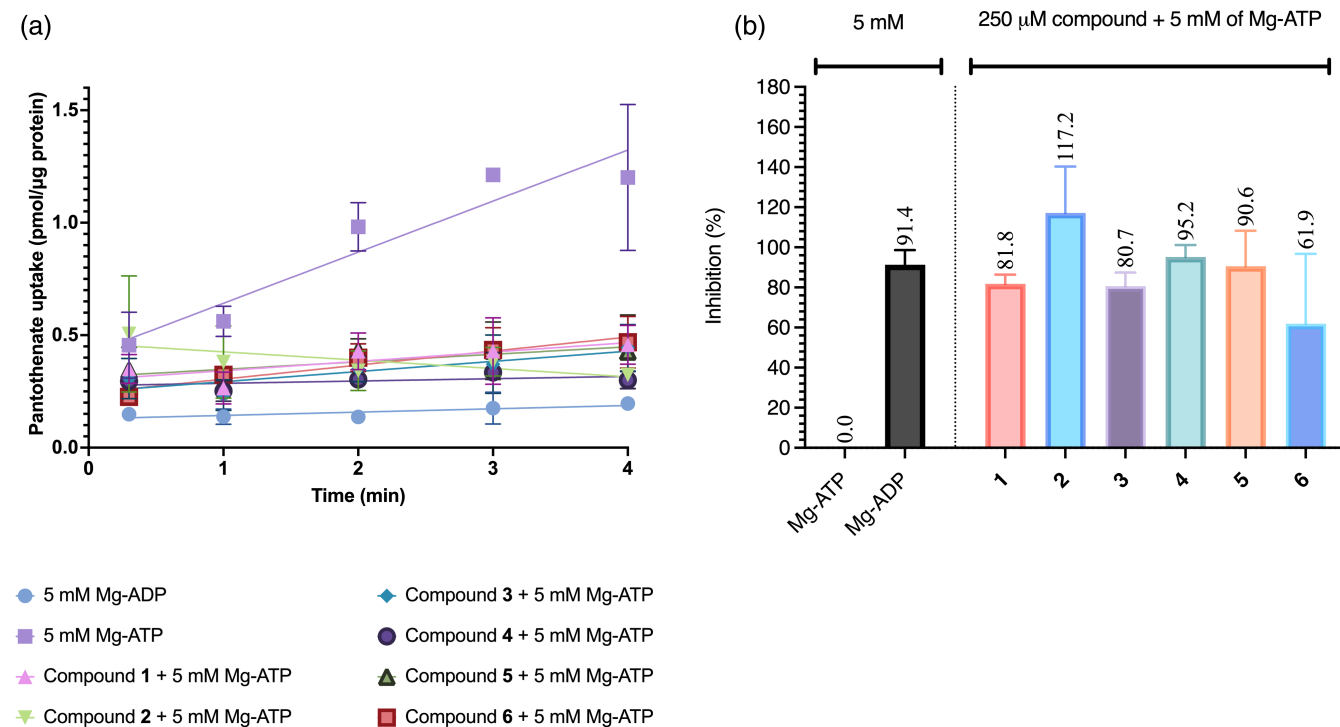 (a)
Pantothenate uptake (pmol/µg protein)
1.5
1.0
0.5
0.0
0 1 2 3 4
Time (min)
5 mM Mg-ADP
5 mM Mg-ATP
Compound 1 + 5 mM Mg-ATP
Compound 2 + 5 mM Mg-ATP
Compound 3 + 5 mM Mg-ATP
Compound 4 + 5 mM Mg-ATP
Compound 5 + 5 mM Mg-ATP
Compound 6 + 5 mM Mg-ATP
(b)
5 mM
250 µM compound + 5 mM of Mg-ATP
Inhibition (%)
180
160
140
120
100
80
60
40
20
0
0.0
91.4
81.8
117.2
80.7
95.2
90.6
61.9
Mg-ATP
Mg-ADP
1
2
3
4
5
6